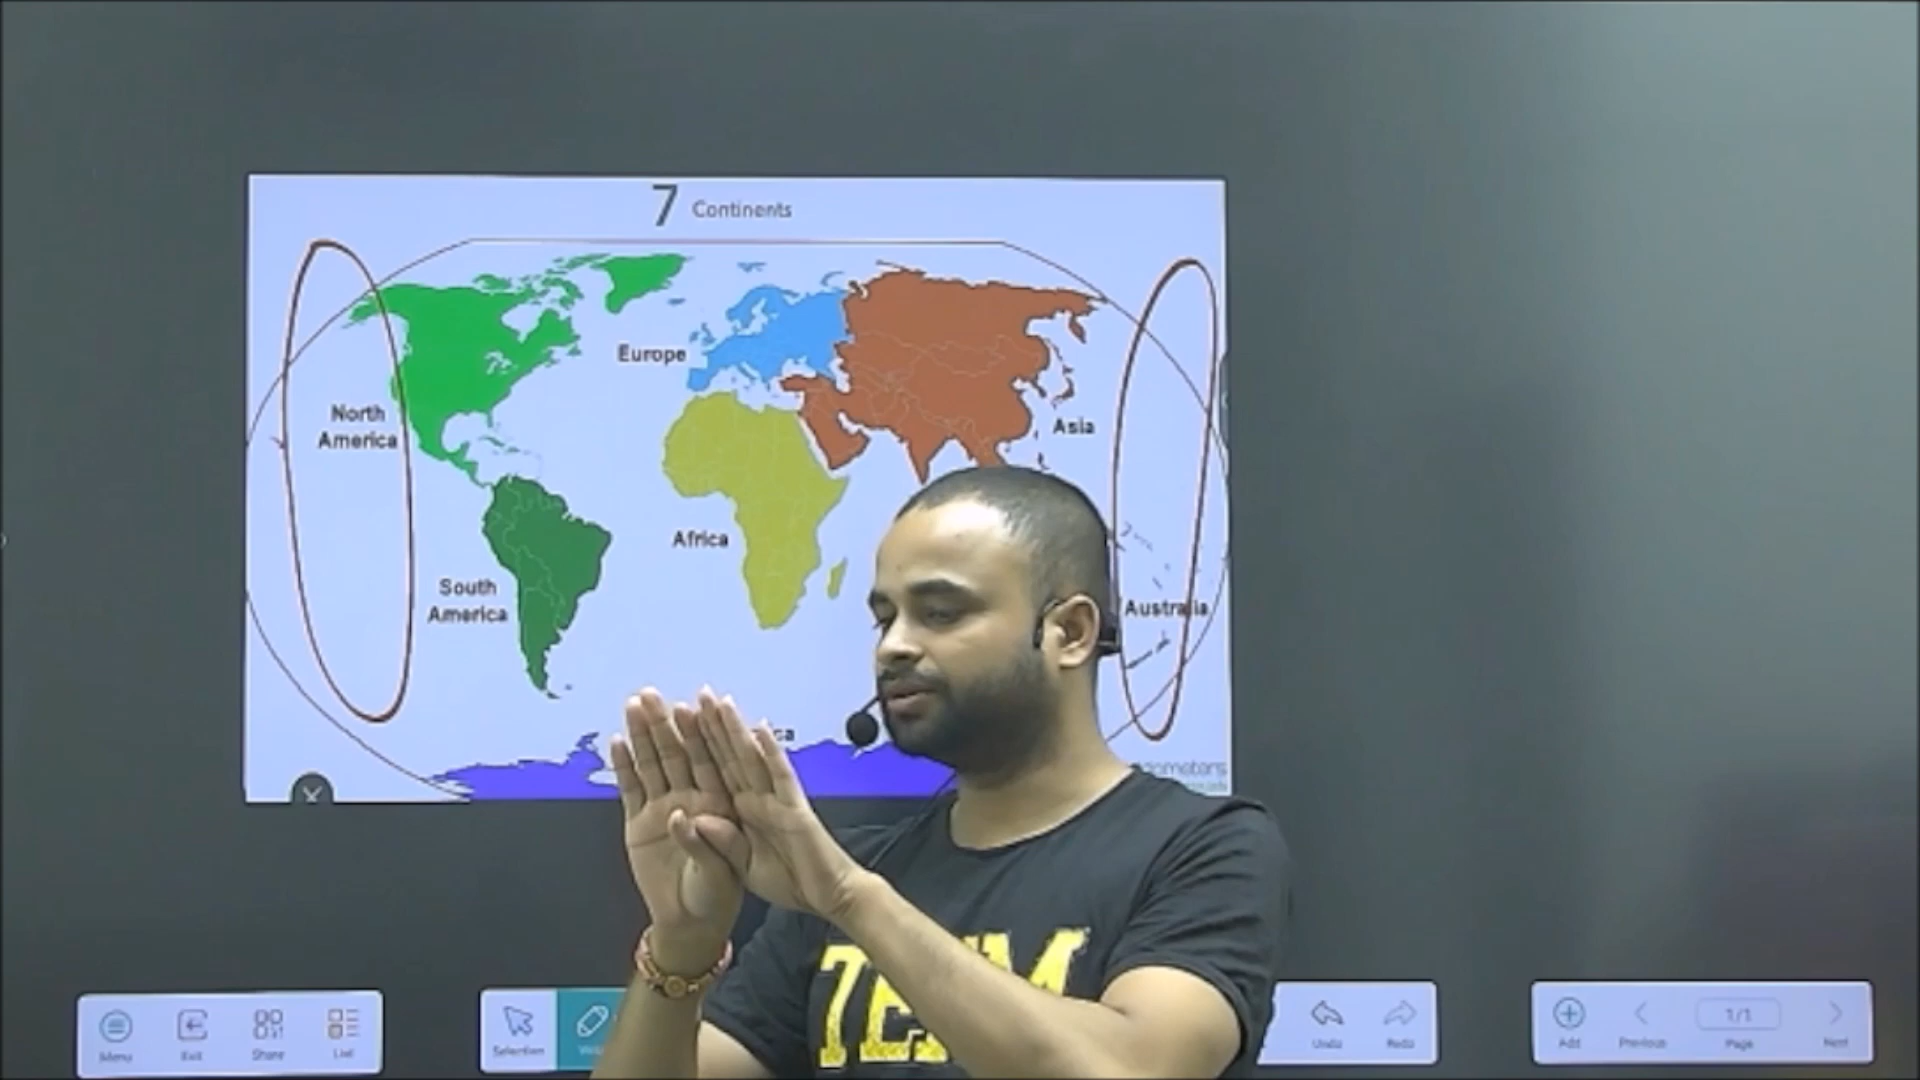 7 Continents
Europe
North
America
Asia
Africa
South
America
Australia
Menu
Exit
Share
List
Selection
Undo
Redo
Add
Previous
1/1
Page
Next